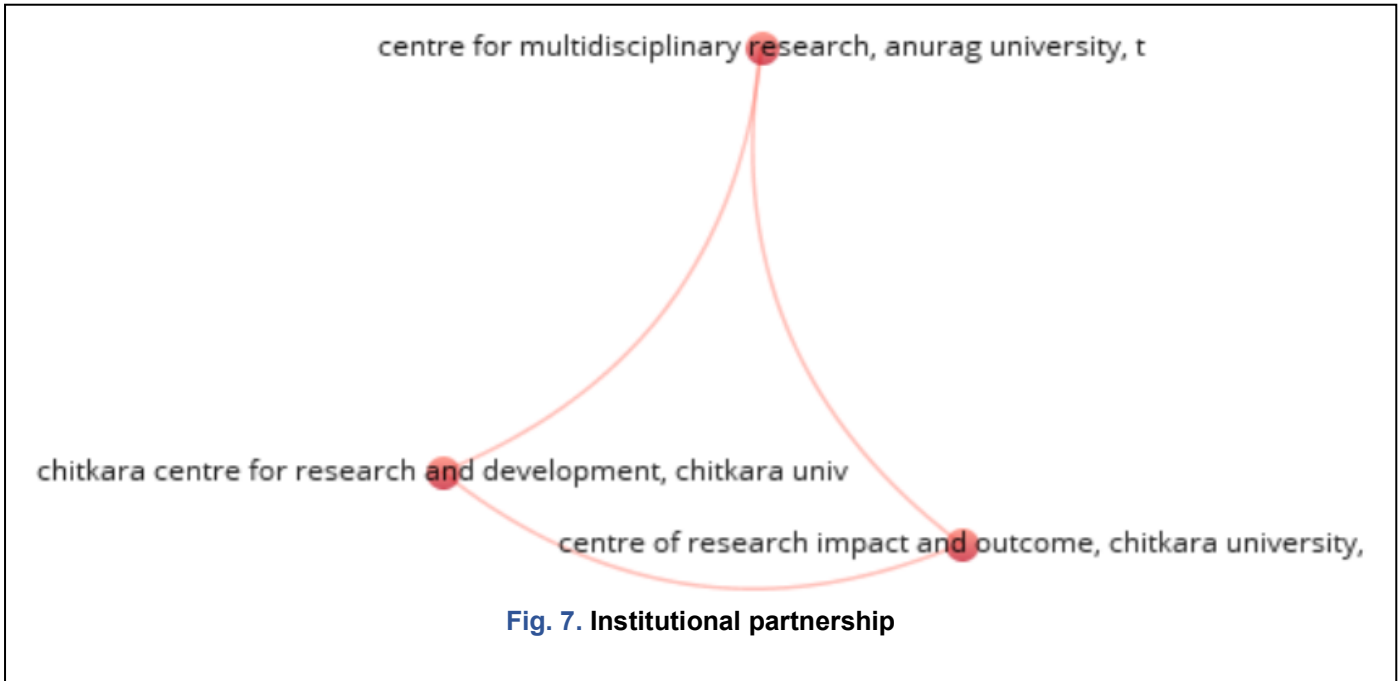 centre for multidisciplinary research, anurag university, t
chitkara centre for research and development, chitkara univ
centre of research impact and outcome, chitkara university,
Fig. 7. Institutional partnership